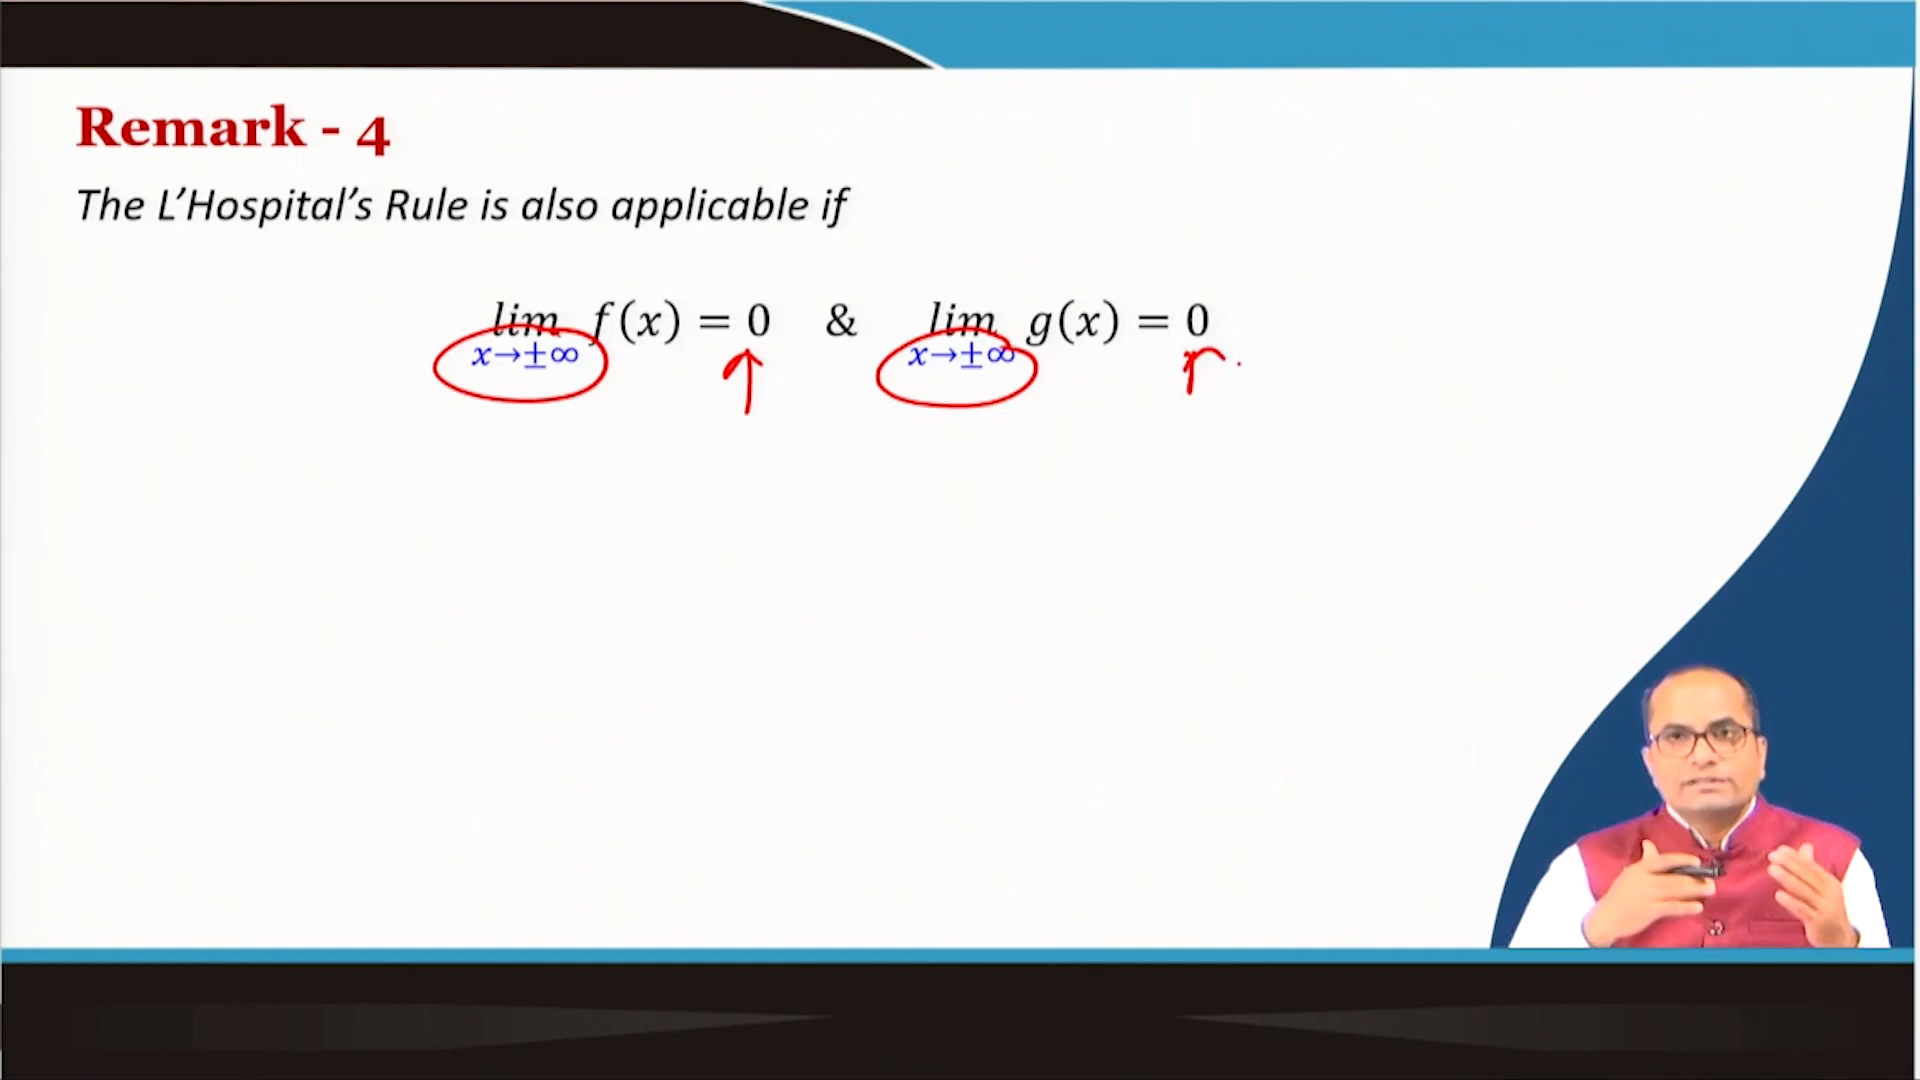 Remark - 4
The L’Hospital’s Rule is also applicable if
lim f(x) = 0 & lim g(x) = 0
x→±∞ x→±∞